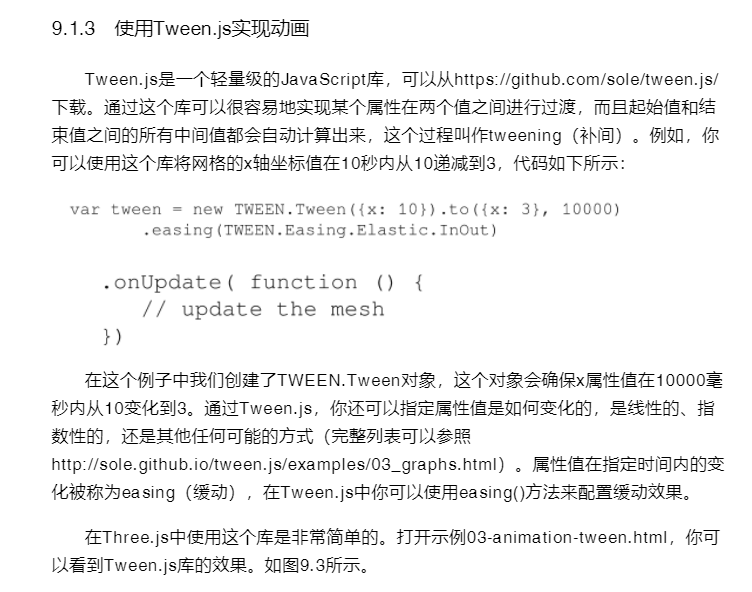 9.1.3 使用Tween.js实现动画
Tween.js是一个轻量级的JavaScript库，可以从https://github.com/sole/tween.js/
下载。通过这个库可以很容易地实现某个属性在两个值之间进行过渡，而且起始值和结
束值之间的所有中间值都会自动计算出来，这个过程叫作tweening（补间）。例如，你
可以使用这个库将网格的x轴坐标值在10秒内从10递减到3，代码如下所示：
var tween = new TWEEN.Tween({x: 10}).to({x: 3}, 10000)
.easing(TWEEN.Easing.Elastic.InOut)
.onUpdate( function () {
// update the mesh
})
在这个例子中我们创建了TWEEN.Tween对象，这个对象会确保x属性值在10000毫
秒内从10变化到3。通过Tween.js，你还可以指定属性值是如何变化的，是线性的、指
数性的，还是其他任何可能的方式（完整列表可以参照
http://sole.github.io/tween.js/examples/03_graphs.html）。属性值在指定时间内的变
化被称为easing（缓动），在Tween.js中你可以使用easing()方法来配置缓动效果。
在Three.js中使用这个库是非常简单的。打开示例03-animation-tween.html，你可
以看到Tween.js库的效果。如图9.3所示。